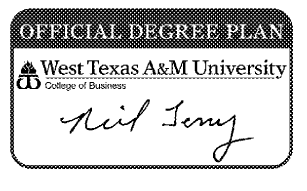 OFFICIAL DEGREE PLAN
West Texas A&M University
College of Business
Neil Terry